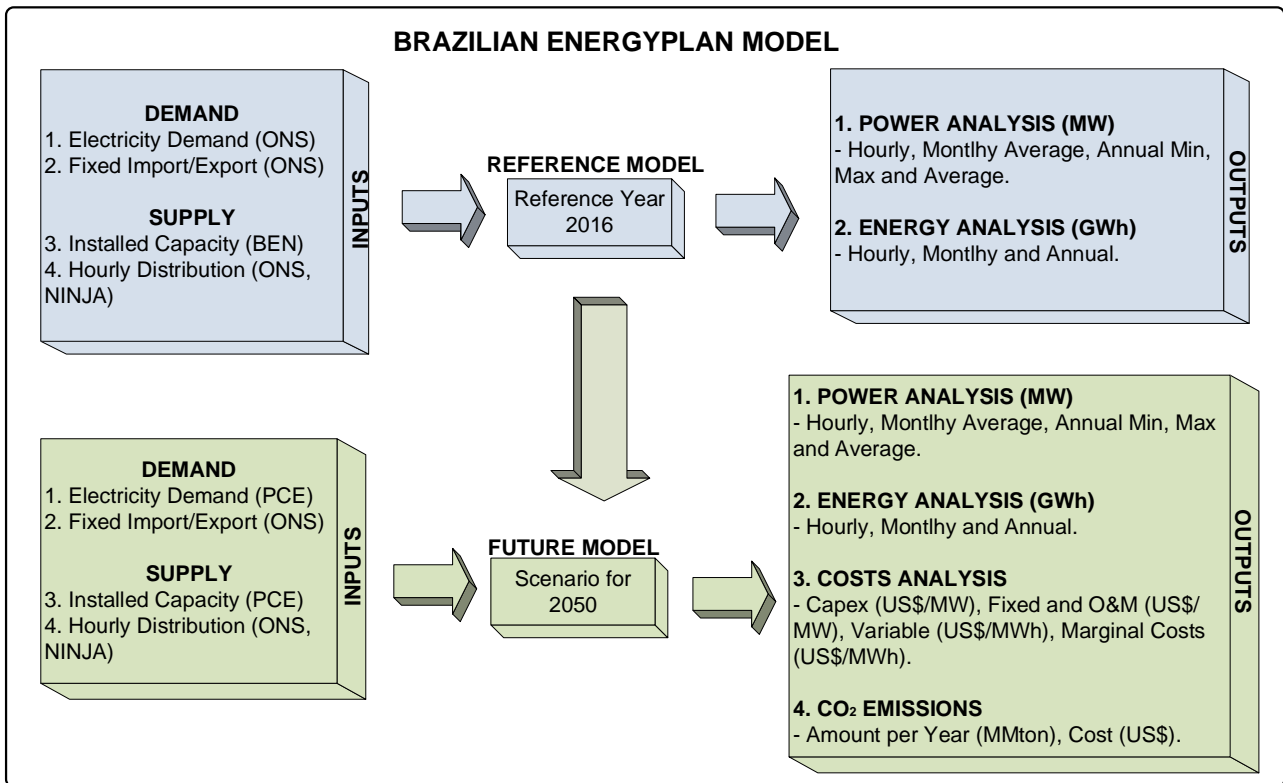 BRAZILIAN ENERGYPLAN MODEL
DEMAND
1. Electricity Demand (ONS)
2. Fixed Import/Export (ONS)
SUPPLY
3. Installed Capacity (BEN)
4. Hourly Distribution (ONS,
NINJA)
INPUTS
REFERENCE MODEL
Reference Year
2016
1. POWER ANALYSIS (MW)
- Hourly, Montlhy Average, Annual Min,
Max and Average.
2. ENERGY ANALYSIS (GWh)
- Hourly, Montlhy and Annual.
OUTPUTS
DEMAND
1. Electricity Demand (PCE)
2. Fixed Import/Export (ONS)
SUPPLY
3. Installed Capacity (PCE)
4. Hourly Distribution (ONS,
NINJA)
INPUTS
FUTURE MODEL
Scenario for
2050
1. POWER ANALYSIS (MW)
- Hourly, Montlhy Average, Annual Min, Max
and Average.
2. ENERGY ANALYSIS (GWh)
- Hourly, Montlhy and Annual.
3. COSTS ANALYSIS
- Capex (US$/MW), Fixed and O&M (US$/
MW), Variable (US$/MWh), Marginal Costs
(US$/MWh).
4. CO₂ EMISSIONS
- Amount per Year (MMton), Cost (US$).
OUTPUTS